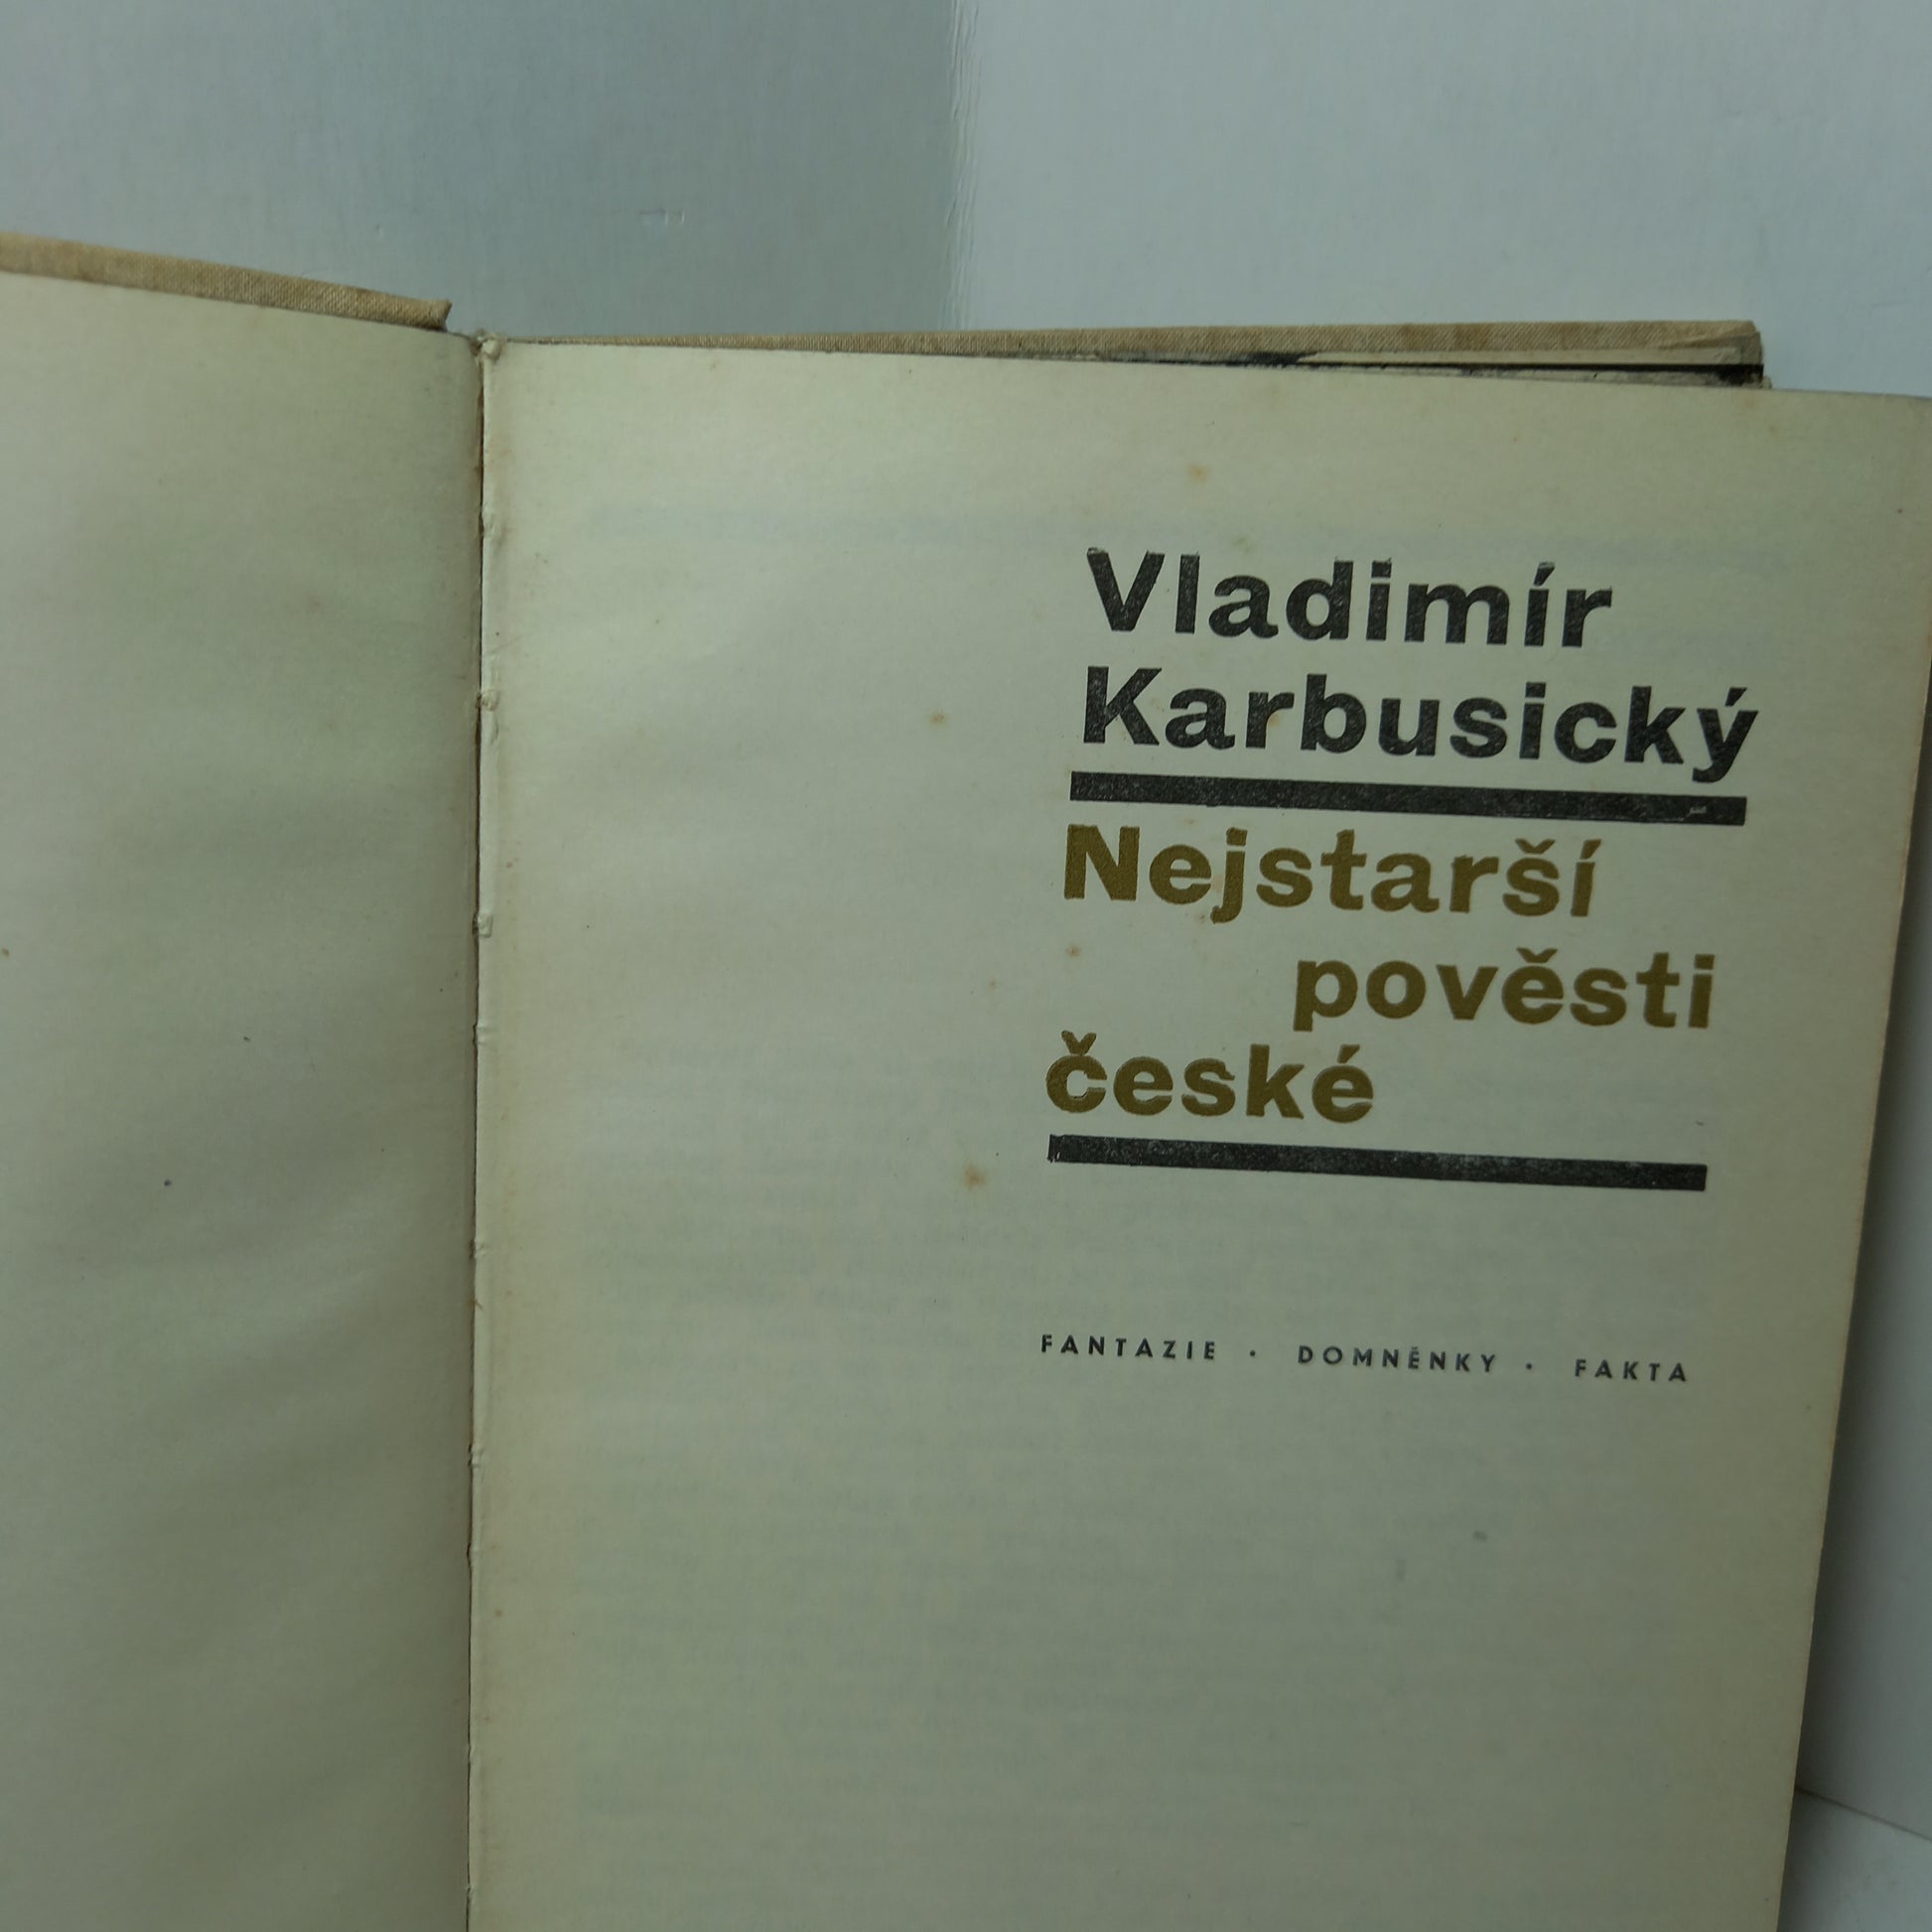 Vladimír
Karbusický
Nejstarší
pověsti
české
FANTAZIE · DOMNĚNKY · FAKTA